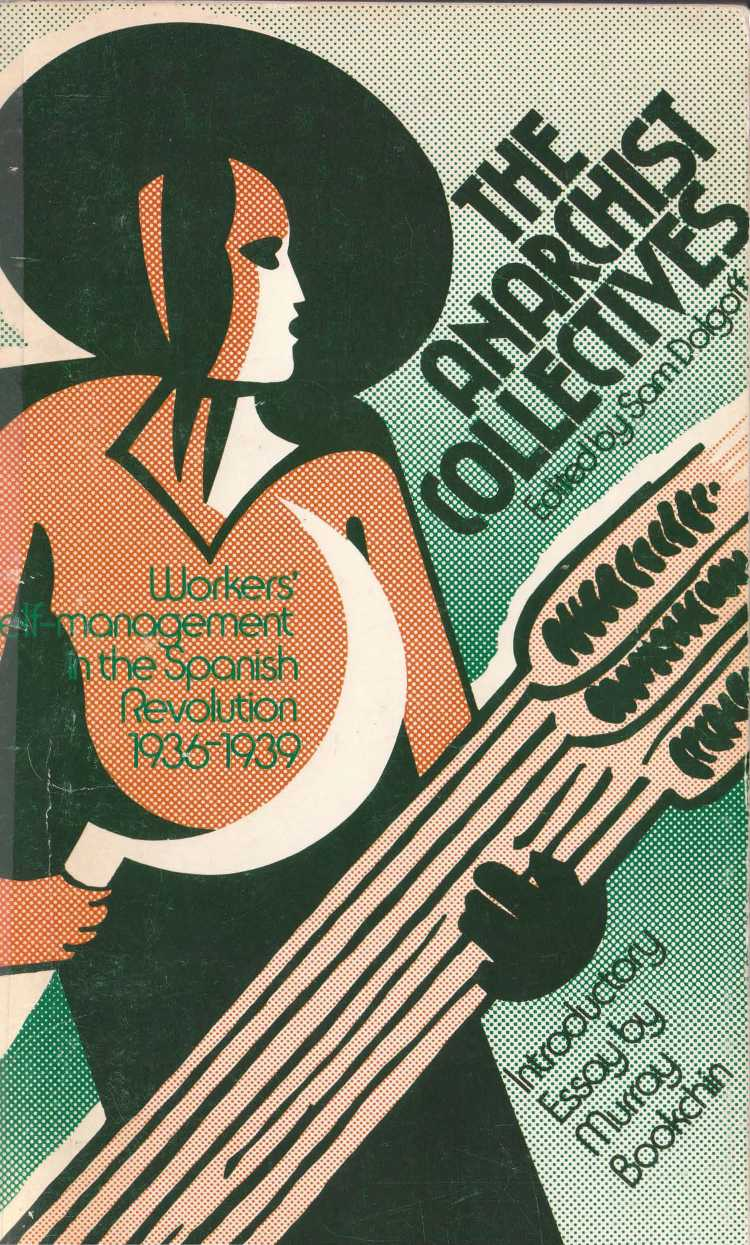 THE
ANARCHIST
COLLECTIVES
Edited by Sam Dolgoff
Workers'
elf-management
in the Spanish
Revolution
1936-1939
Introductory
Essay by
Murray
Bookchin